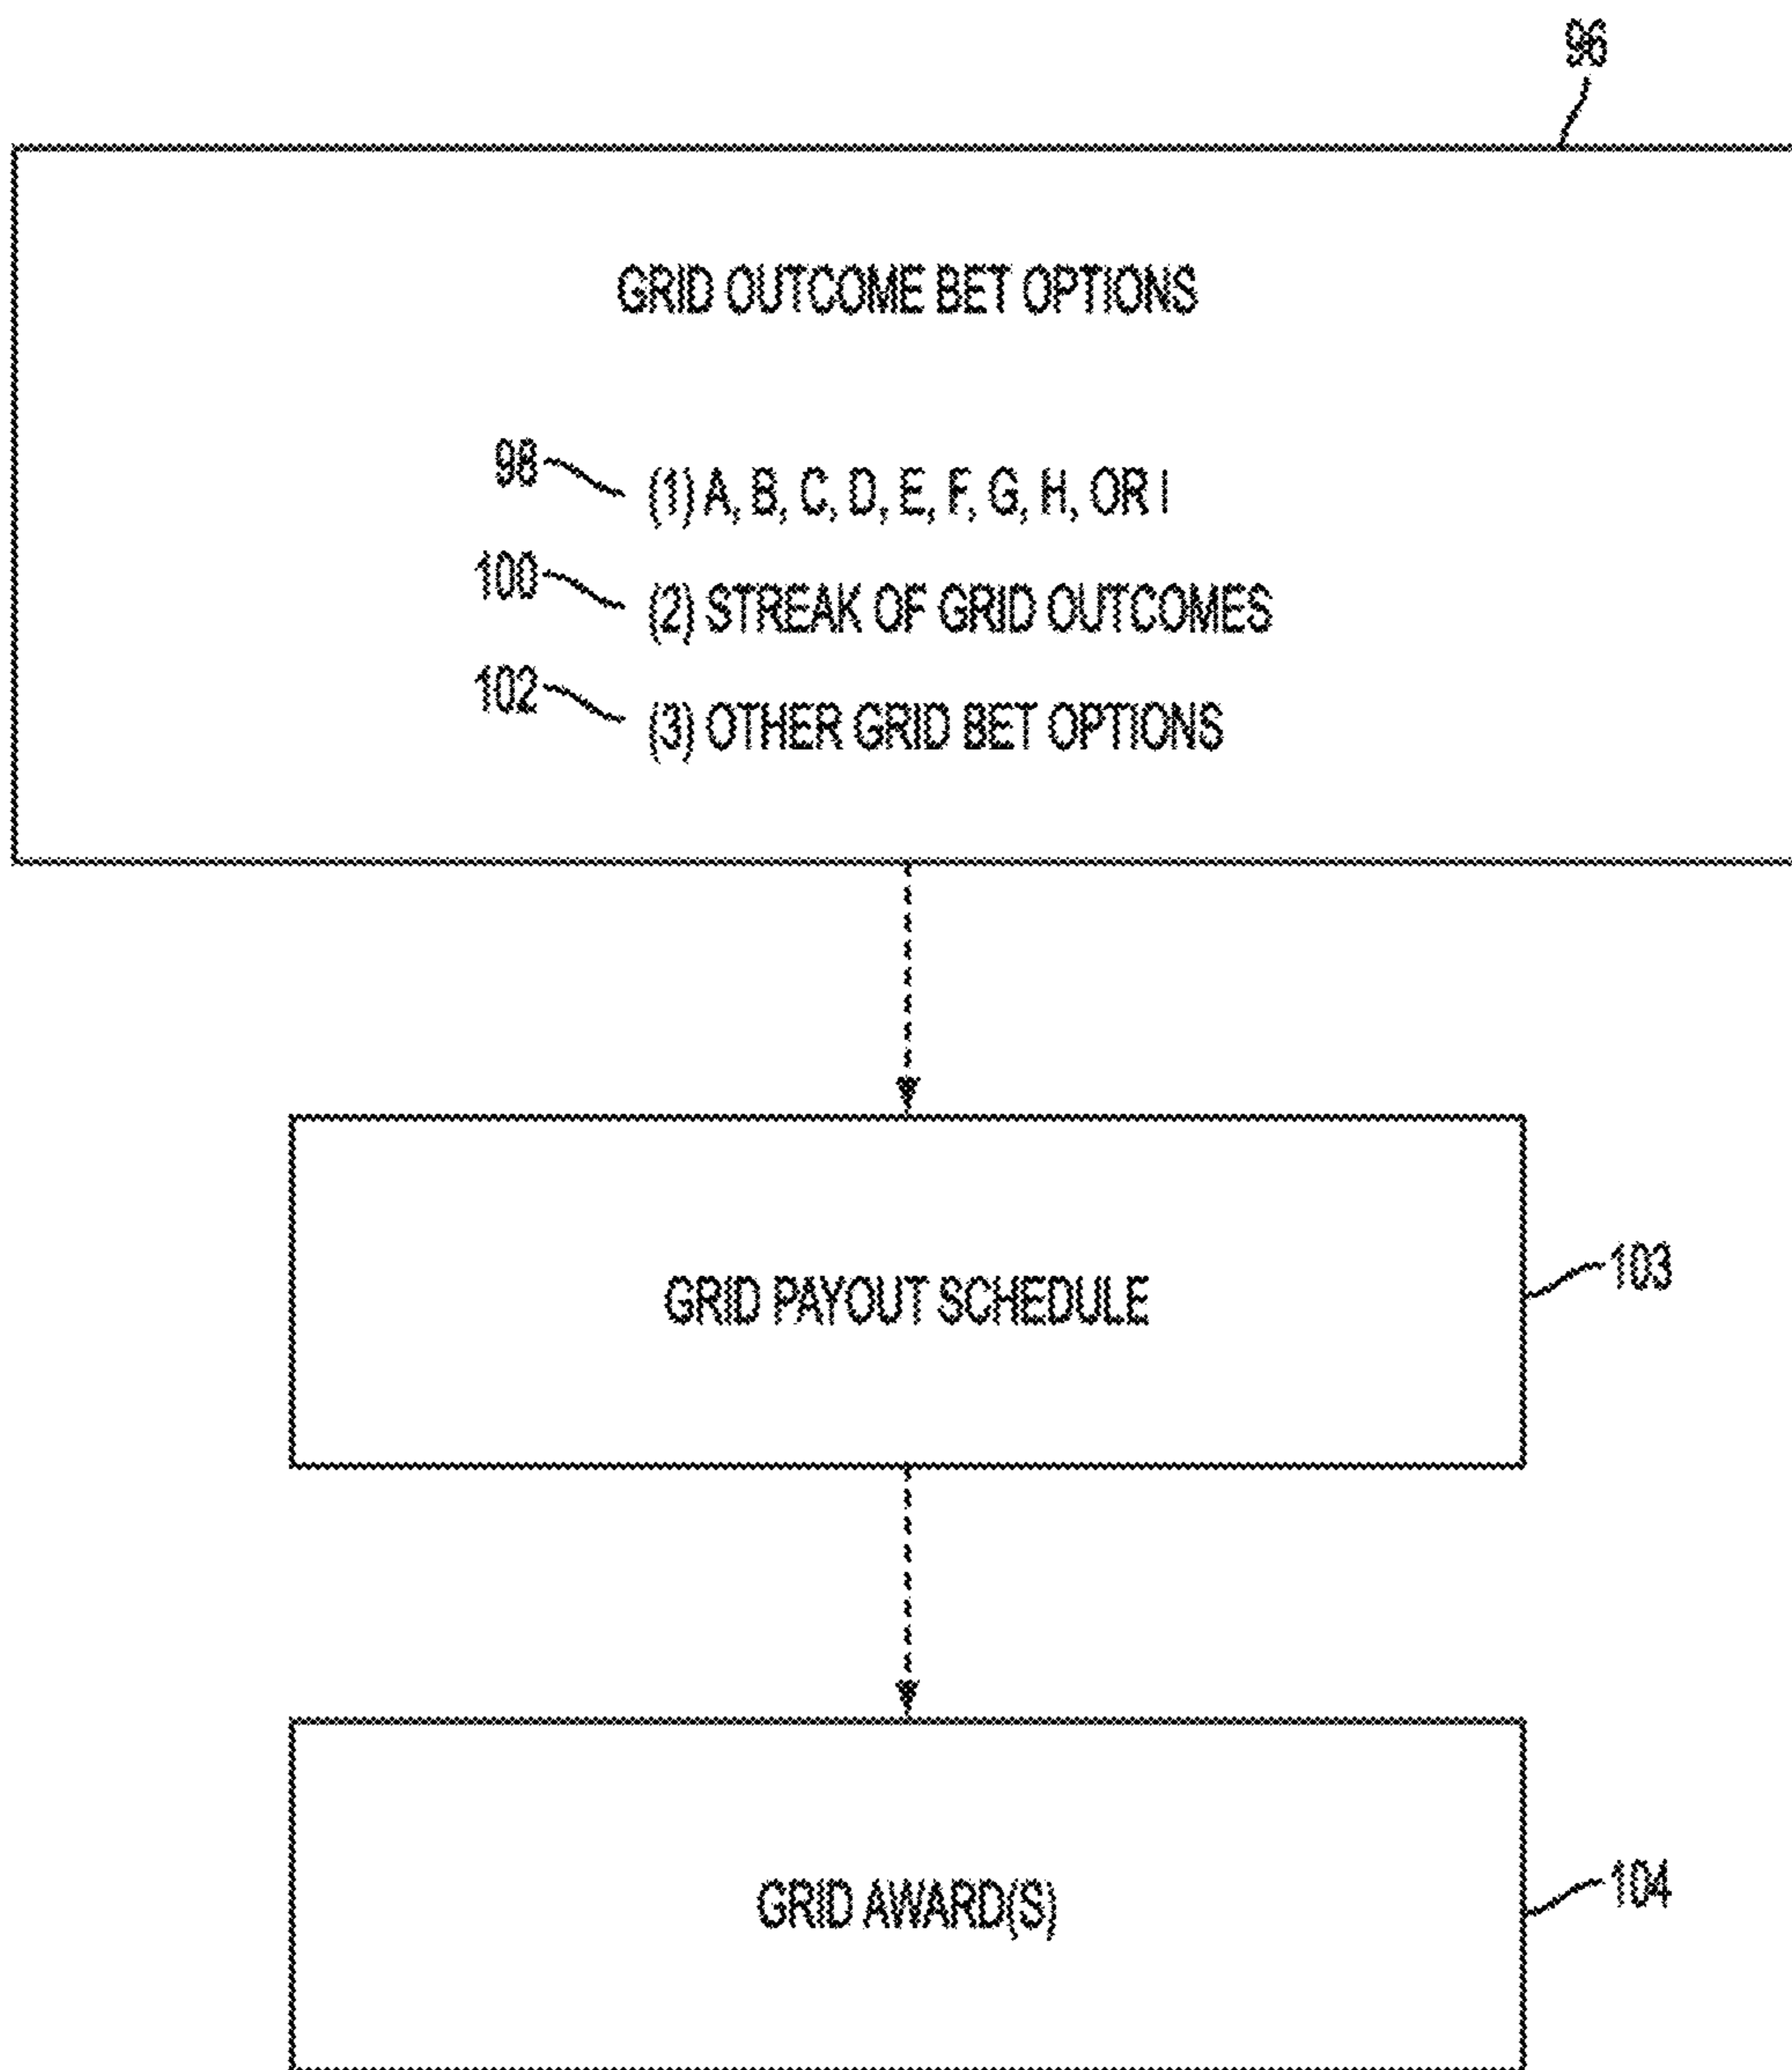 96
GRID OUTCOME BET OPTIONS
98 (1) A, B, C, D, E, F, G, H, OR I
100 (2) STREAK OF GRID OUTCOMES
102 (3) OTHER GRID BET OPTIONS
GRID PAYOUT SCHEDULE 103
GRID AWARD(S) 104